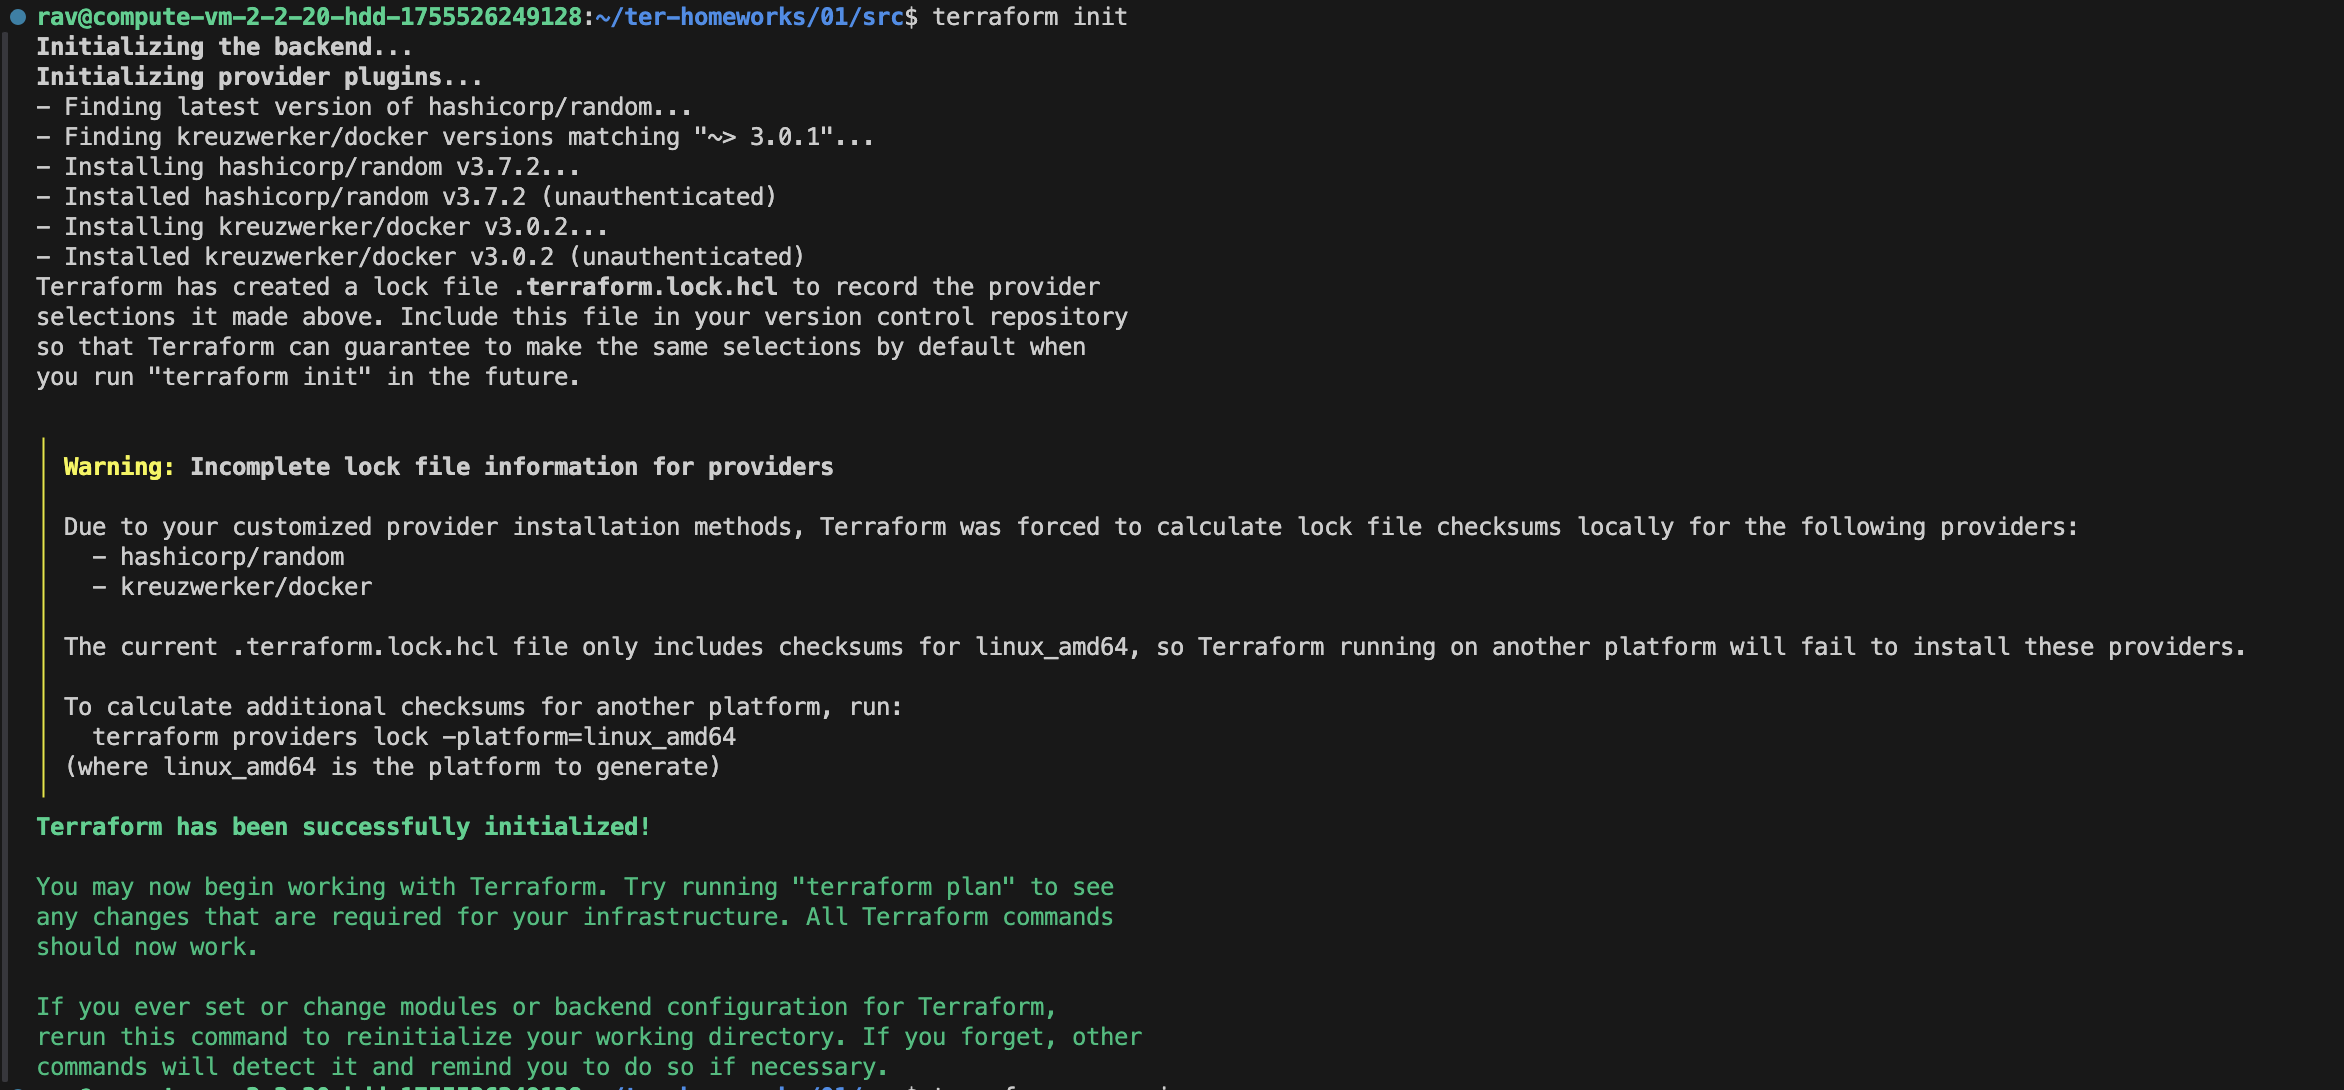 rav@compute-vm-2-2-20-hdd-1755526249128:~/ter-homeworks/01/src$ terraform init
Initializing the backend...
Initializing provider plugins...
- Finding latest version of hashicorp/random...
- Finding kreuzwerker/docker versions matching "~> 3.0.1"...
- Installing hashicorp/random v3.7.2...
- Installed hashicorp/random v3.7.2 (unauthenticated)
- Installing kreuzwerker/docker v3.0.2...
- Installed kreuzwerker/docker v3.0.2 (unauthenticated)
Terraform has created a lock file .terraform.lock.hcl to record the provider
selections it made above. Include this file in your version control repository
so that Terraform can guarantee to make the same selections by default when
you run "terraform init" in the future.
Warning: Incomplete lock file information for providers
Due to your customized provider installation methods, Terraform was forced to calculate lock file checksums locally for the following providers:
- hashicorp/random
- kreuzwerker/docker
The current .terraform.lock.hcl file only includes checksums for linux_amd64, so Terraform running on another platform will fail to install these providers.
To calculate additional checksums for another platform, run:
terraform providers lock -platform=linux_amd64
(where linux_amd64 is the platform to generate)
Terraform has been successfully initialized!
You may now begin working with Terraform. Try running "terraform plan" to see
any changes that are required for your infrastructure. All Terraform commands
should now work.
If you ever set or change modules or backend configuration for Terraform,
rerun this command to reinitialize your working directory. If you forget, other
commands will detect it and remind you to do so if necessary.